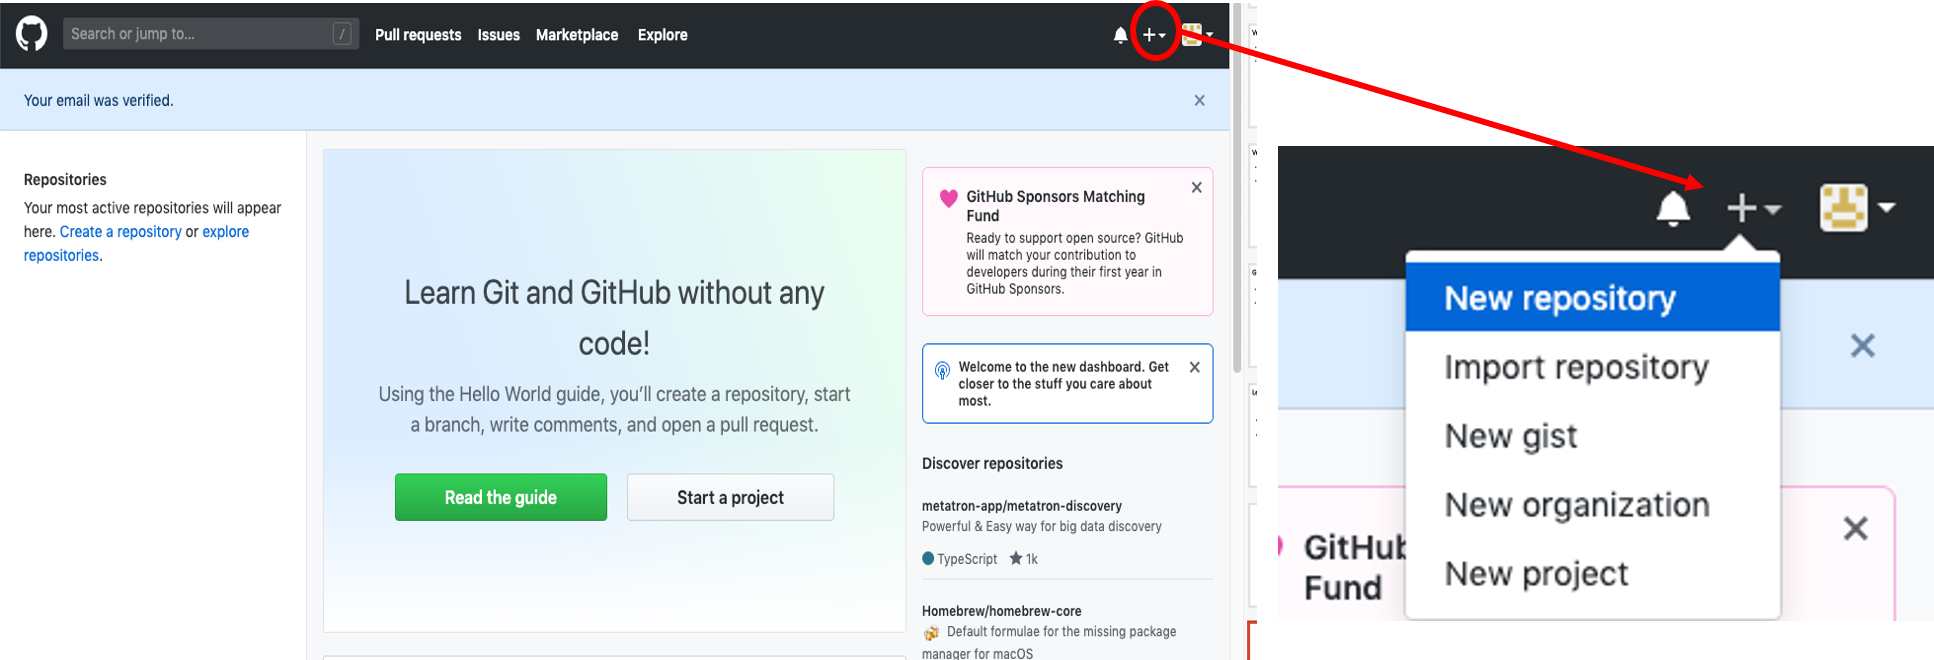 Search or jump to... /
Pull requests Issues Marketplace Explore
Your email was verified.
Repositories
Your most active repositories will appear
here. Create a repository or explore
repositories.
Learn Git and GitHub without any
code!
Using the Hello World guide, you’ll create a repository, start
a branch, write comments, and open a pull request.
Read the guide
Start a project
GitHub Sponsors Matching
Fund
Ready to support open source? GitHub
will match your contribution to
developers during their first year in
GitHub Sponsors.
Welcome to the new dashboard. Get
closer to the stuff you care about
most.
Discover repositories
metatron-app/metatron-discovery
Powerful & Easy way for big data discovery
TypeScript 1k
Homebrew/homebrew-core
Default formulae for the missing package
manager for macOS
New repository
Import repository
New gist
New organization
New project
GitHub
Fund